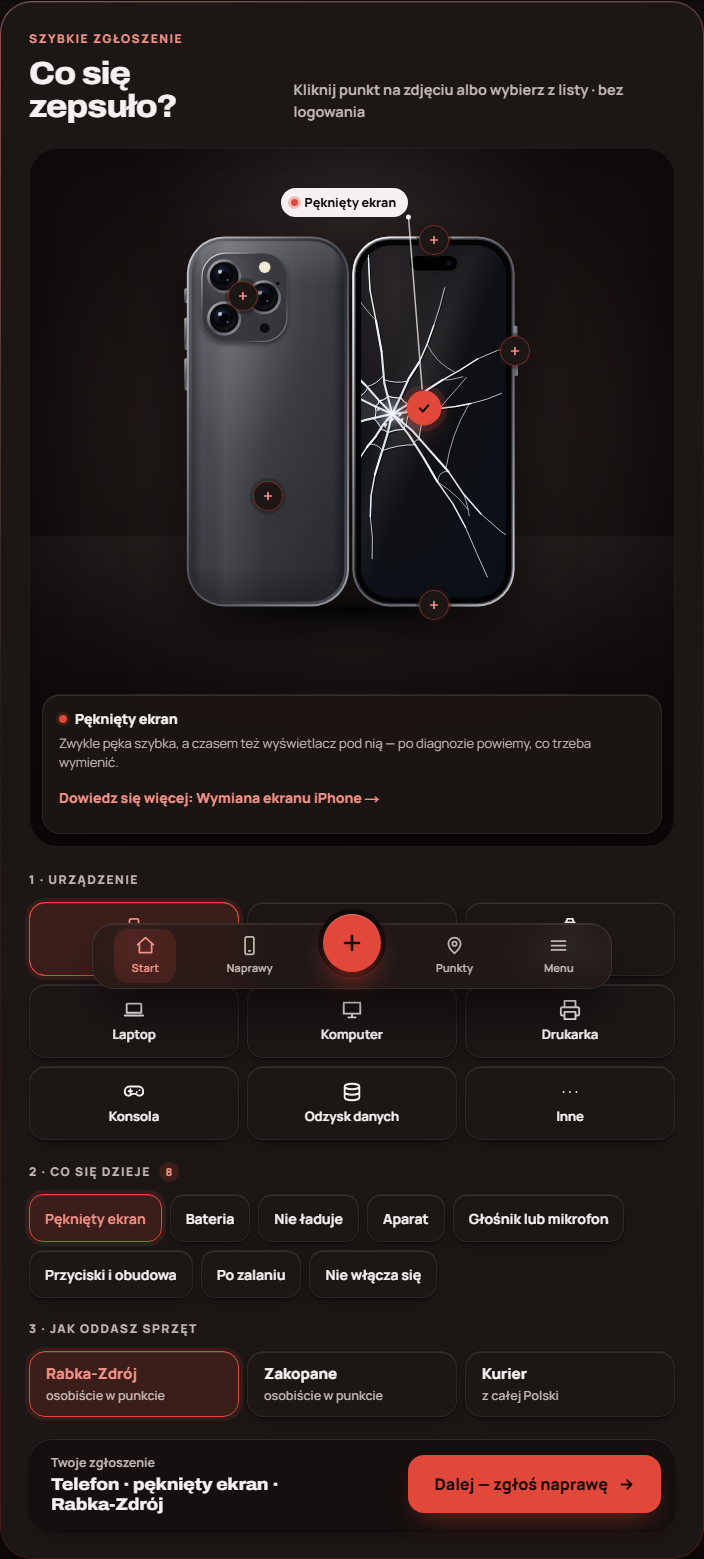 SZYBKIE ZGŁOSZENIE
Co się
zepsuło?
Kliknij punkt na zdjęciu albo wybierz z listy · bez
logowania
Pęknięty ekran
Pęknięty ekran
Zwykle pęka szybka, a czasem też wyświetlacz pod nią — po diagnozie powiemy, co trzeba
wymienić.
Dowiedz się więcej: Wymiana ekranu iPhone →
1 · URZĄDZENIE
Start
Naprawy
Punkty
Menu
Laptop
Komputer
Drukarka
Konsola
Odzysk danych
Inne
2 · CO SIĘ DZIEJE 8
Pęknięty ekran
Bateria
Nie ładuje
Aparat
Głośnik lub mikrofon
Przyciski i obudowa
Po zalaniu
Nie włącza się
3 · JAK ODDASZ SPRZĘT
Rabka-Zdrój
osobiście w punkcie
Zakopane
osobiście w punkcie
Kurier
z całej Polski
Twoje zgłoszenie
Telefon · pęknięty ekran ·
Rabka-Zdrój
Dalej — zgłoś naprawę →